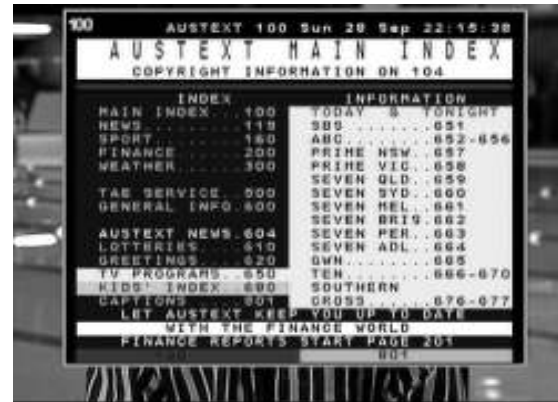 100 AUSTEXT 100 Sun 28 Sep 22:15:38
AUSTEXT MAIN INDEX
COPYRIGHT INFORMATION ON 104
INDEX
MAIN INDEX...100
NEWS........119
SPORT.......160
FINANCE.....200
WEATHER.....300
TAB SERVICE..500
GENERAL INFO.600
AUSTEXT NEWS.604
LOTTERIES...610
GREETINGS...620
TV PROGRAMS..650
KIDS' INDEX..680
CAPTIONS....801
INFORMATION
TODAY & TONIGHT
SBS.......651
ABC.......652-656
PRIME NSW..657
PRIME VIC..658
SEVEN QLD..659
SEVEN SYD..660
SEVEN MEL..661
SEVEN BRIS.662
SEVEN PER..663
SEVEN ADL..664
GWN.......665
TEN.......666-670
SOUTHERN
CROSS.....676-677
LET AUSTEXT KEEP YOU UP TO DATE
WITH THE FINANCE WORLD
FINANCE REPORTS START PAGE 201
801